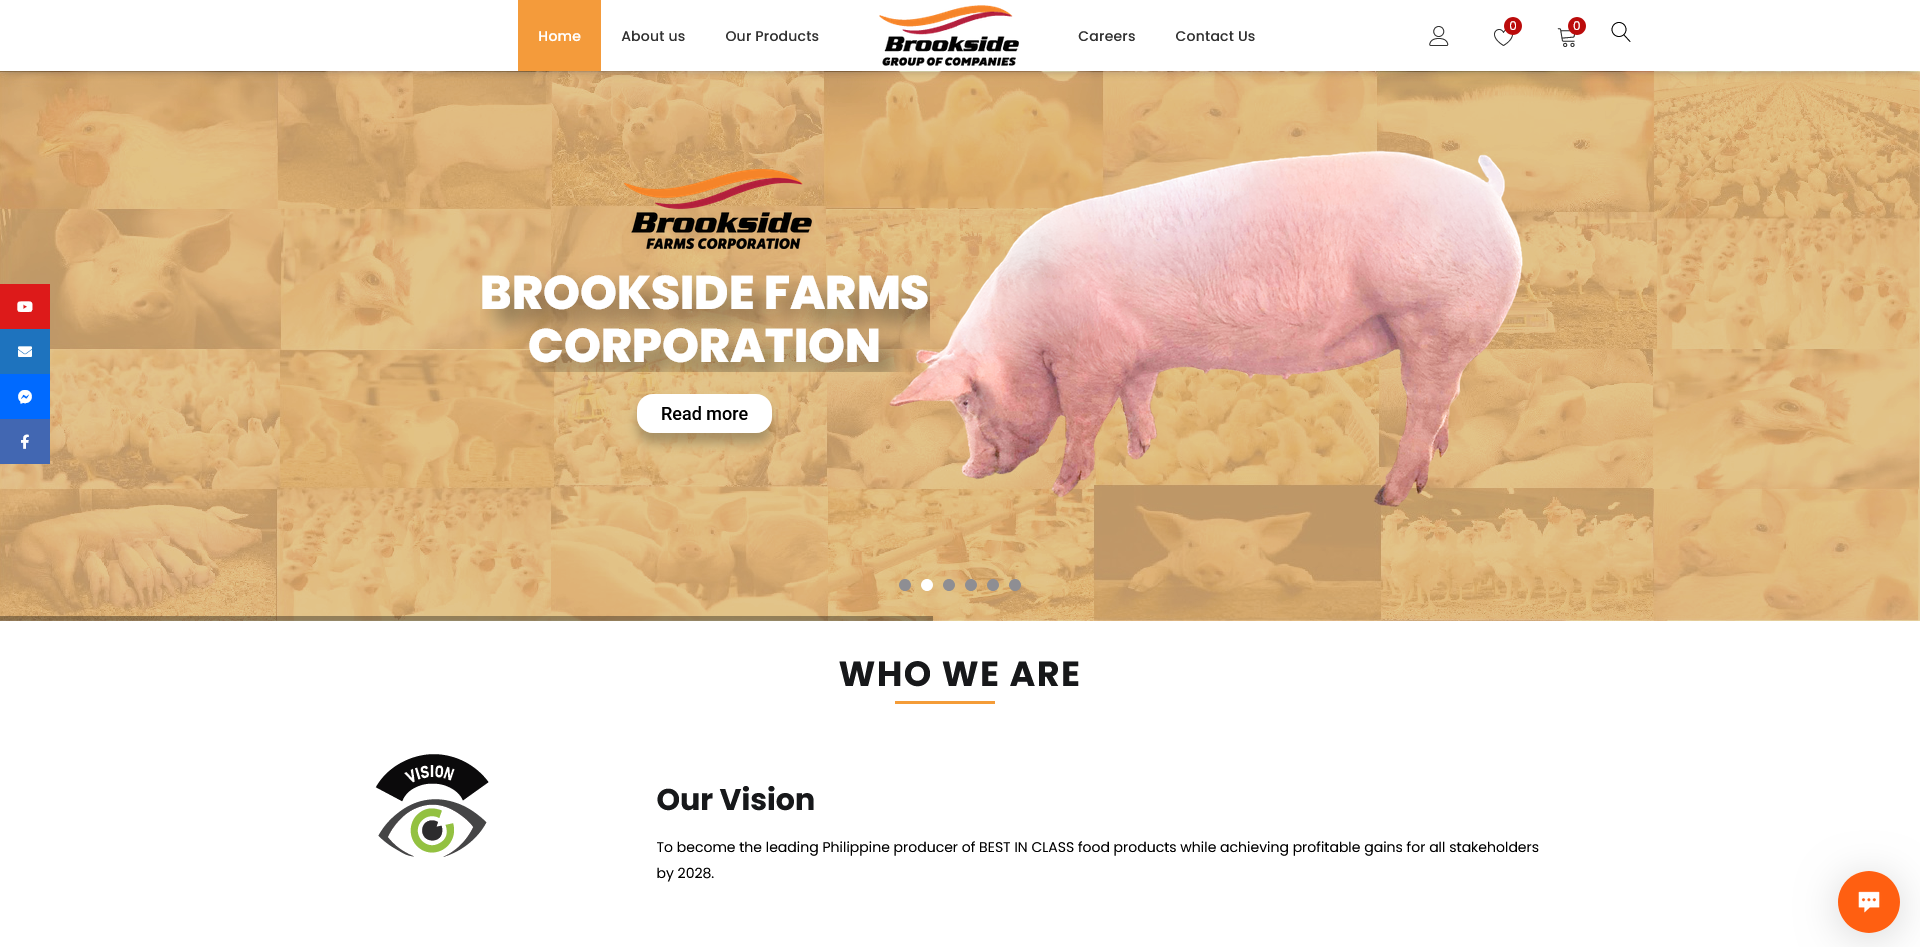 Home
About us
Our Products
Brookside
GROUP OF COMPANIES
Careers
Contact Us
0
0
Brookside
FARMS CORPORATION
BROOKSIDE FARMS
CORPORATION
Read more
WHO WE ARE
VISION
Our Vision
To become the leading Philippine producer of BEST IN CLASS food products while achieving profitable gains for all stakeholders
by 2028.